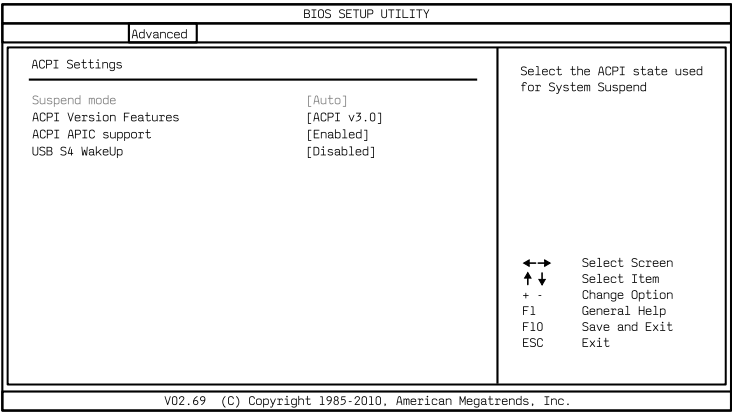 BIOS SETUP UTILITY
Advanced
ACPI Settings
Suspend mode [Auto]
ACPI Version Features [ACPI v3.0]
ACPI APIC support [Enabled]
USB S4 WakeUp [Disabled]
Select the ACPI state used
for System Suspend
←→ Select Screen
↑↓ Select Item
+ - Change Option
F1 General Help
F10 Save and Exit
ESC Exit
V02.69 (C) Copyright 1985-2010, American Megatrends, Inc.